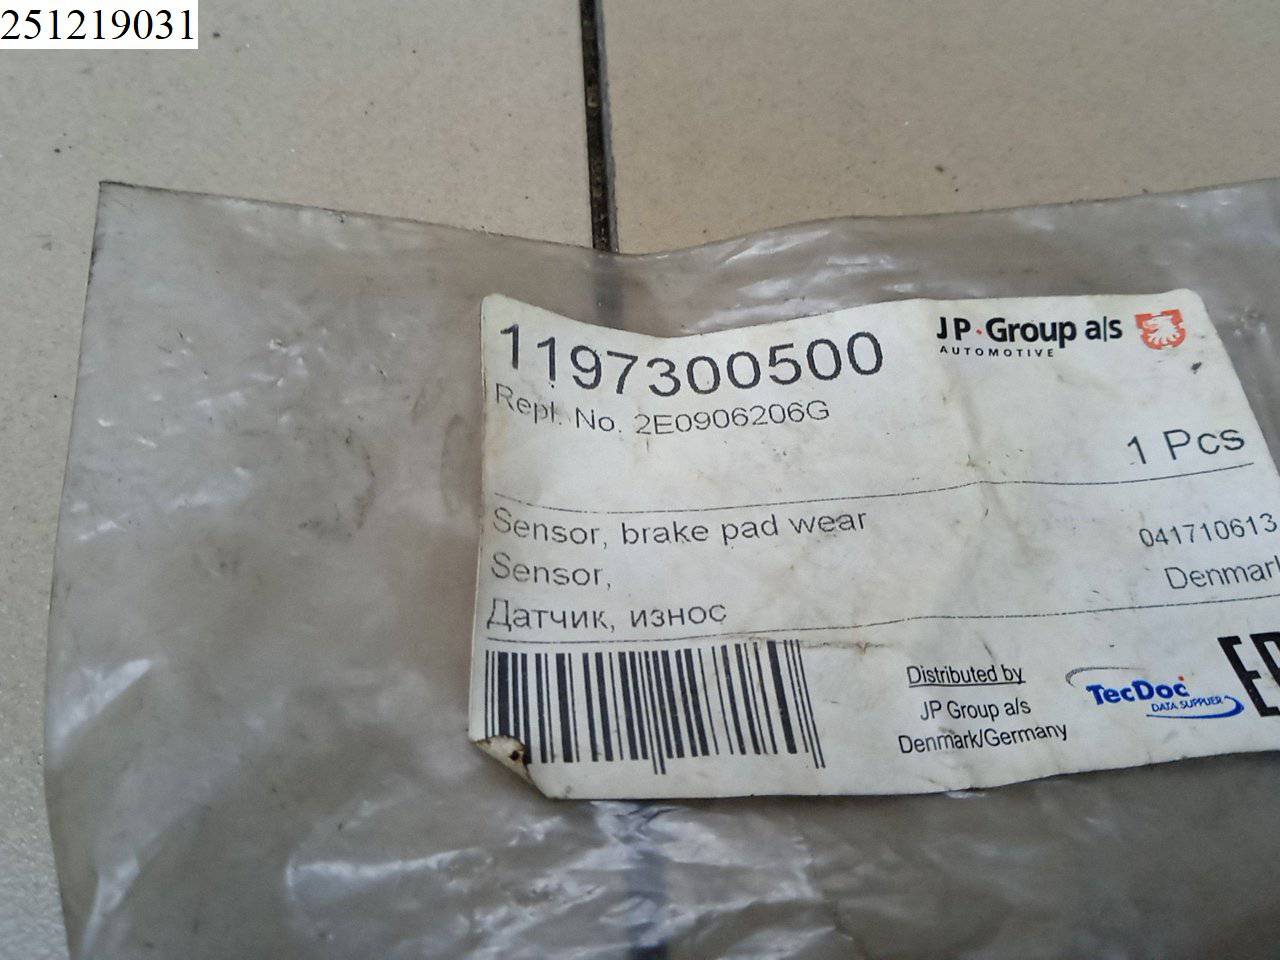 251219031
1197300500
JP Group a/s
AUTOMOTIVE
Repl. No. 2E0906206G
1 Pcs
Sensor, brake pad wear
041710613
Sensor,
Denmark
Датчик, износ
Distributed by
JP Group a/s
Denmark/Germany
TecDoc
DATA SUPPLIER